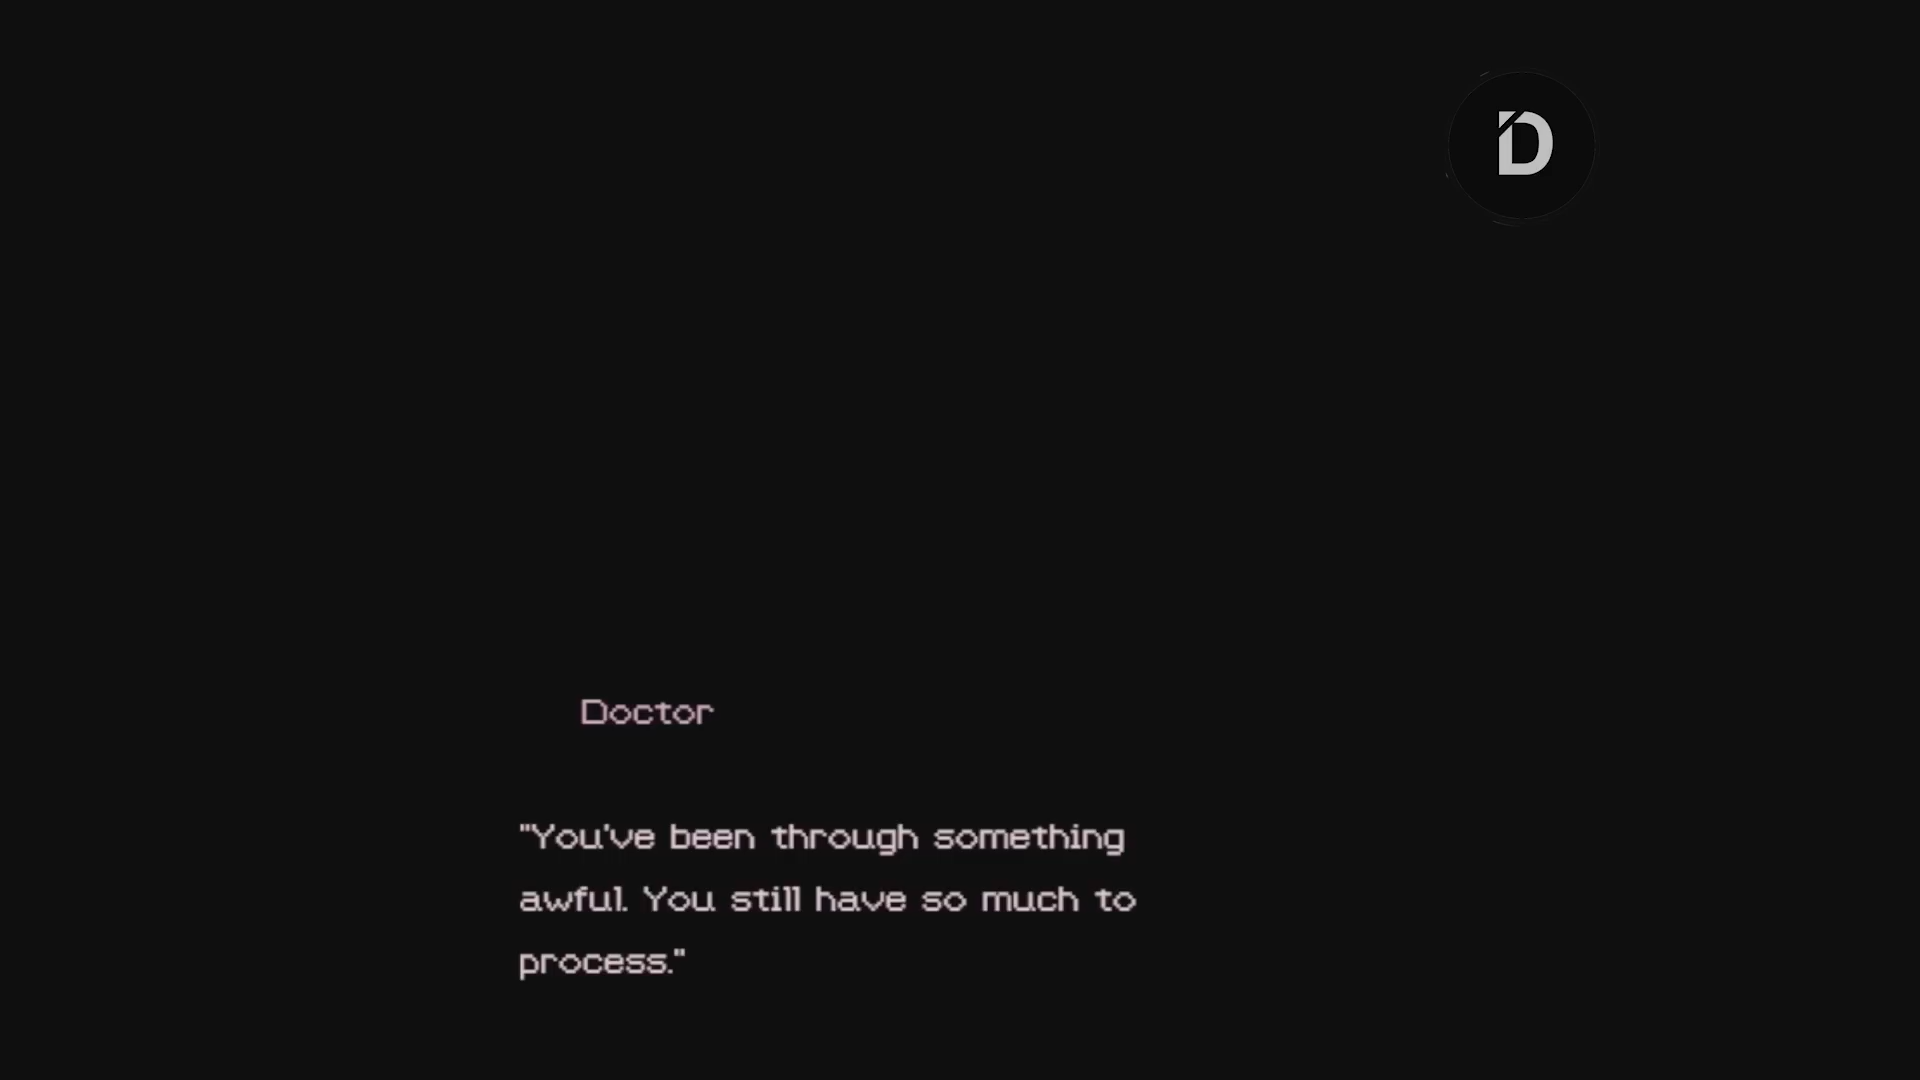 D
Doctor
"You've been through something
awful. You still have so much to
process."